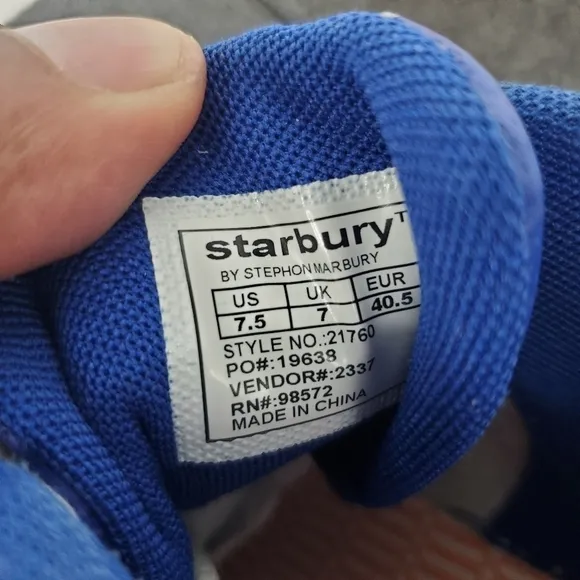 starbury™
BY STEPHON MARBURY
US UK EUR
7.5 7 40.5
STYLE NO.:21760
PO#:19638
VENDOR#:2337
RN#:98572
MADE IN CHINA